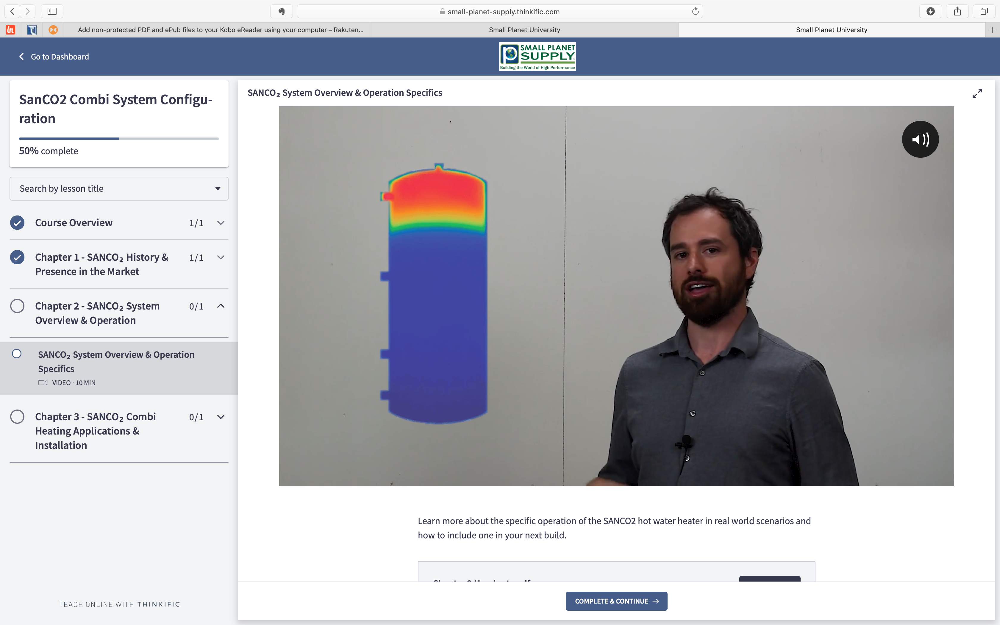 small-planet-supply.thinkific.com
Add non-protected PDF and ePub files to your Kobo eReader using your computer – Rakuten...
Small Planet University
Small Planet University
Go to Dashboard
SMALL PLANET
SUPPLY
Building the World of High Performance
SanCO2 Combi System Configu-
ration
50% complete
Search by lesson title
Course Overview 1/1
Chapter 1 - SANCO₂ History & 1/1
Presence in the Market
Chapter 2 - SANCO₂ System 0/1
Overview & Operation
SANCO₂ System Overview & Operation
Specifics
VIDEO · 10 MIN
Chapter 3 - SANCO₂ Combi 0/1
Heating Applications &
Installation
TEACH ONLINE WITH THINKIFIC
SANCO₂ System Overview & Operation Specifics
Learn more about the specific operation of the SANCO2 hot water heater in real world scenarios and
how to include one in your next build.
COMPLETE & CONTINUE →